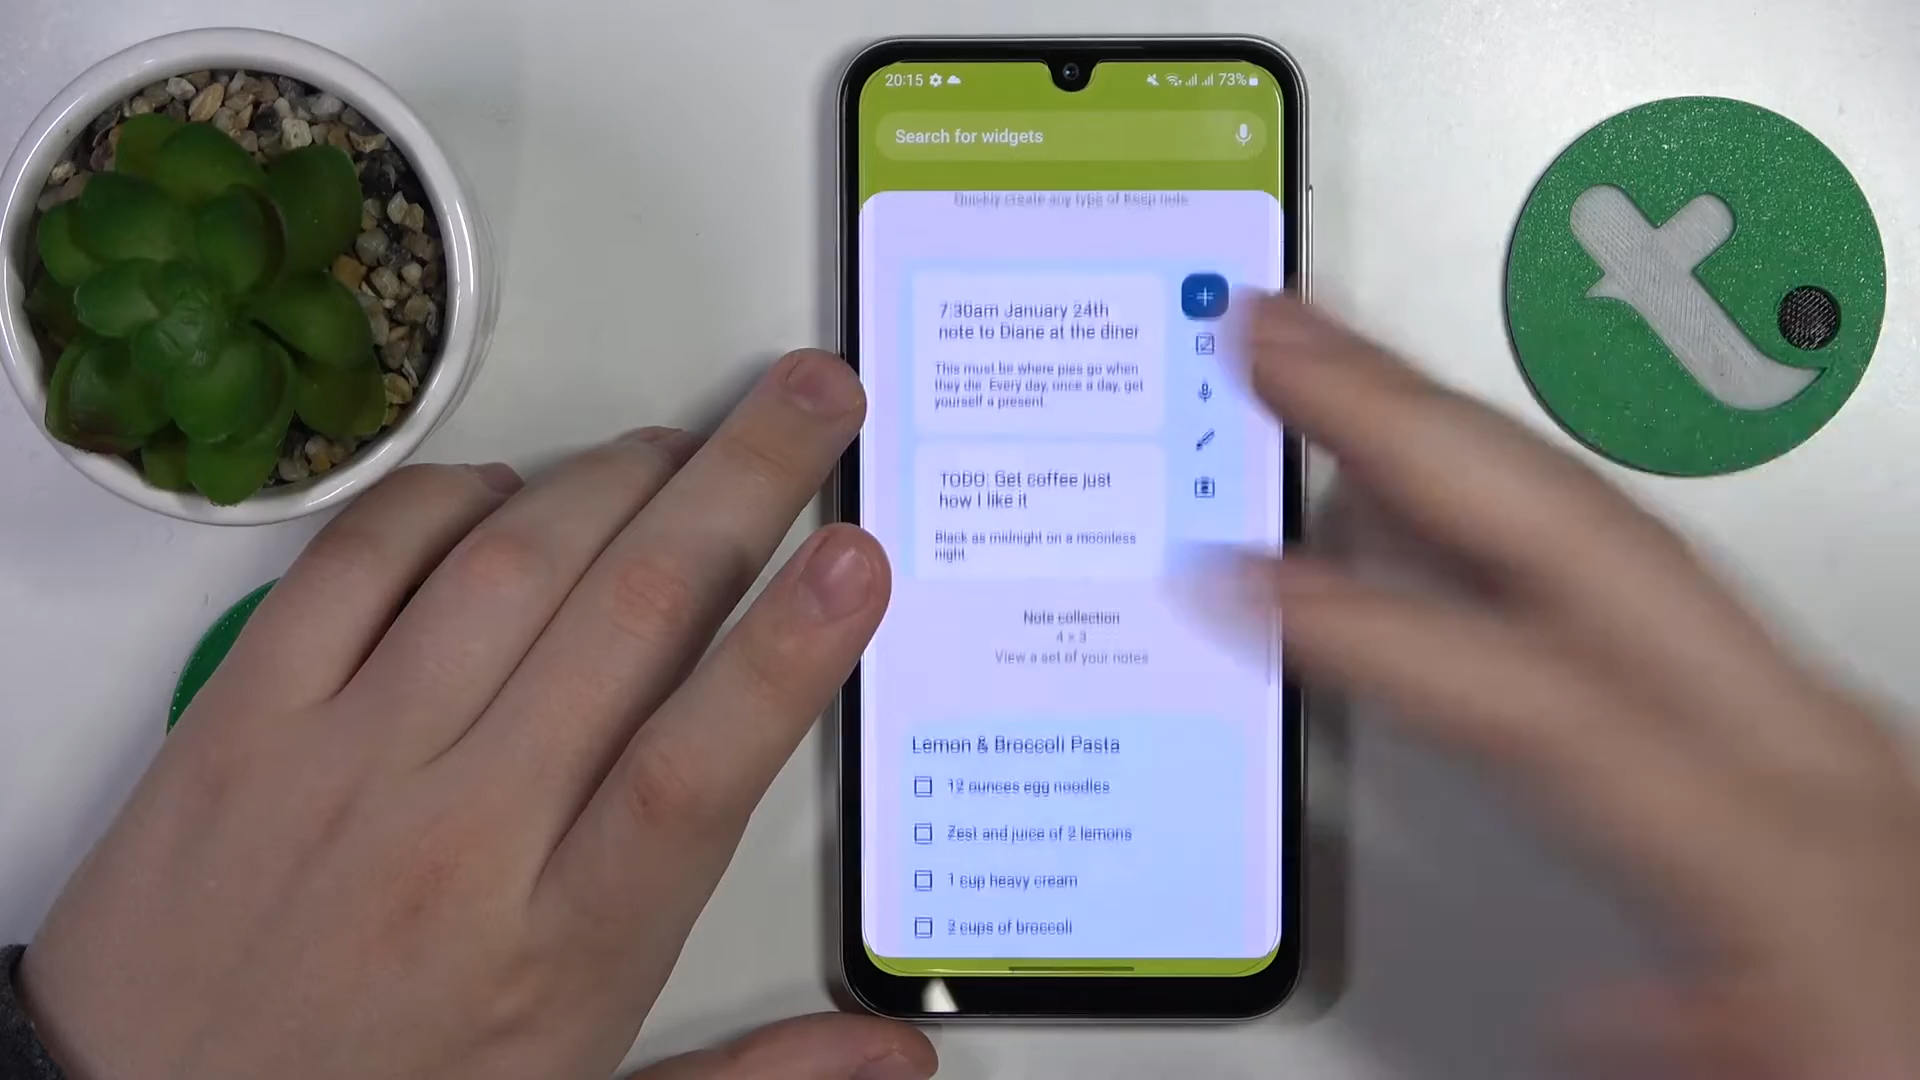 20:15
73%
Search for widgets
Quickly create any type of Keep note
7:30am January 24th
note to Diane at the diner
This must be where pies go when
they die. Every day, once a day, get
yourself a present.
TODO: Get coffee just
how I like it
Black as midnight on a moonless
night
Note collection
4 × 3
View a set of your notes
Lemon & Broccoli Pasta
12 ounces egg noodles
Zest and juice of 2 lemons
1 cup heavy cream
cups of broccoli